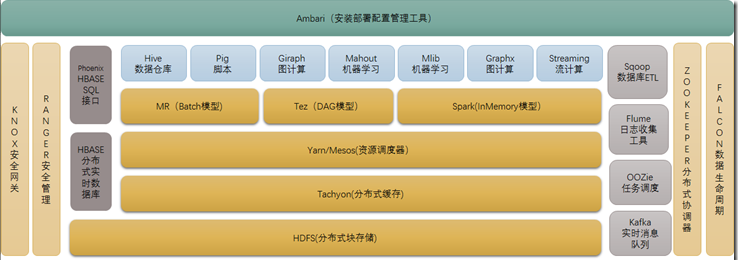 Ambari（安装部署配置管理工具）
KNOX安全网关
RANGER安全管理
Phoenix
HBASE
SQL
接口
HBASE
分布
式实
时数
据库
Hive
数据仓库
Pig
脚本
Giraph
图计算
Mahout
机器学习
Mlib
机器学习
Graphx
图计算
Streaming
流计算
MR（Batch模型)
Tez（DAG模型)
Spark(InMemory模型)
Yarn/Mesos(资源调度器)
Tachyon(分布式缓存)
HDFS(分布式块存储)
Sqoop
数据库ETL
Flume
日志收集
工具
OOZie
任务调度
Kafka
实时消息
队列
ZOOKEEPER分布式协调器
FALCON数据生命周期